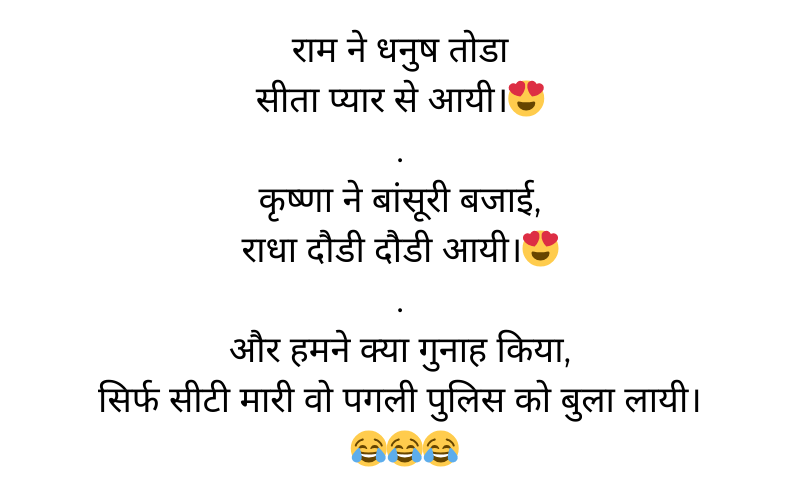 राम ने धनुष तोडा
सीता प्यार से आयी।😍
.
कृष्णा ने बांसूरी बजाई,
राधा दौडी दौडी आयी।😍
.
और हमने क्या गुनाह किया,
सिर्फ सीटी मारी वो पगली पुलिस को बुला लायी।
😂😂😂